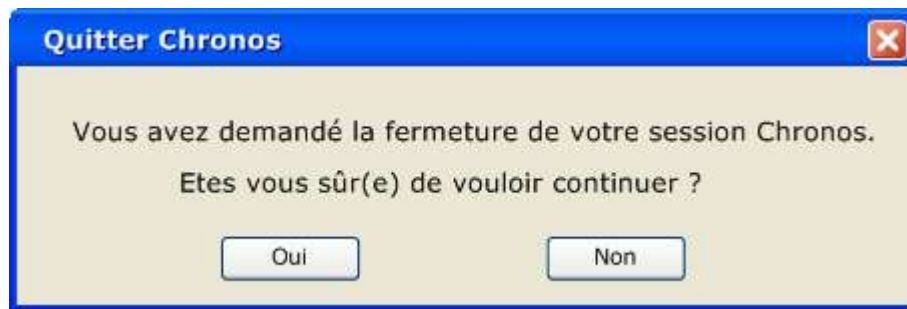 Quitter Chronos
Vous avez demandé la fermeture de votre session Chronos.
Etes vous sûr(e) de vouloir continuer ?
Oui Non